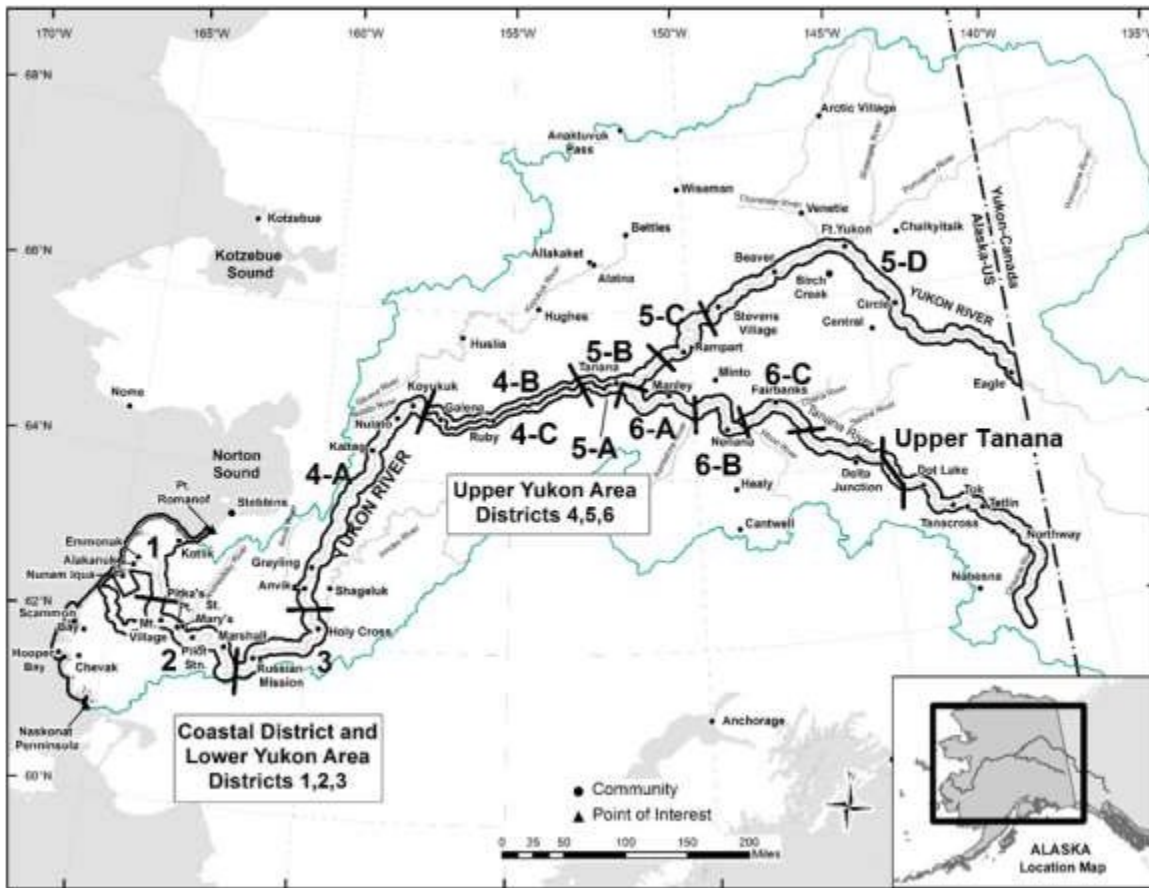 170°W
165°W
160°W
155°W
150°W
145°W
140°W
135°W
68°N
66°N
64°N
62°N
60°N
Arctic Village
Anaktuvuk
Pass
Wiseman
Venetie
Chalkyitsik
Ft.Yukon
Yukon-Canada
Alaska-US
Kotzebue
Kotzebue
Sound
Bettles
Allakaket
Alatna
Beaver
Birch
Creek
5-D
YUKON RIVER
Circle
Central
Eagle
Hughes
Huslia
5-C
Stevens
Village
Rampart
5-B
Tanana
Minto
Manley
6-C
Fairbanks
Nome
Koyukuk
Galena
4-B
Ruby
4-C
Nulato
Kaltag
4-A
YUKON RIVER
5-A
6-A
Nenana
6-B
Healy
Cantwell
Tanana River
Upper Tanana
Delta
Junction
Dot Lake
Tok
Tetlin
Tanacross
Northway
Nabesna
Norton
Sound
Pt.
Romanof
Stebbins
Upper Yukon Area
Districts 4,5,6
Emmonak
Alakanuk
Nunam Iqua
1
Kotlik
Grayling
Anvik
Shageluk
Scammon
Bay
Pitka's
Pt.
St.
Mary's
Mt.
Village
Marshall
Holy Cross
Hooper
Bay
Chevak
2
Pilot
Stn.
Russian
Mission
3
Naskonat
Penninsula
Coastal District and
Lower Yukon Area
Districts 1,2,3
Anchorage
Community
Point of Interest
N
0 25 50 100 150 200
Miles
ALASKA
Location Map